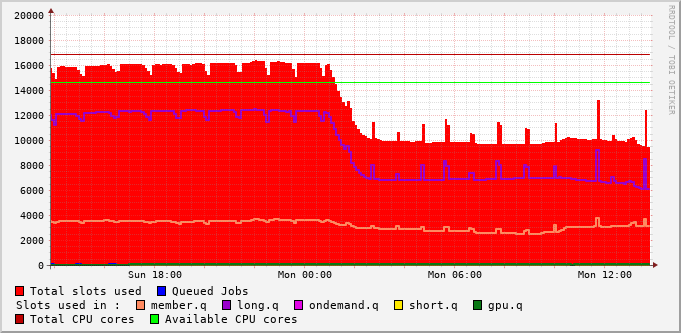 RRDTOOL / TOBI OETIKER
20000
18000
16000
14000
12000
10000
8000
6000
4000
2000
0
Sun 18:00 Mon 00:00 Mon 06:00 Mon 12:00
Total slots used Queued Jobs
Slots used in : member.q long.q ondemand.q short.q gpu.q
Total CPU cores Available CPU cores